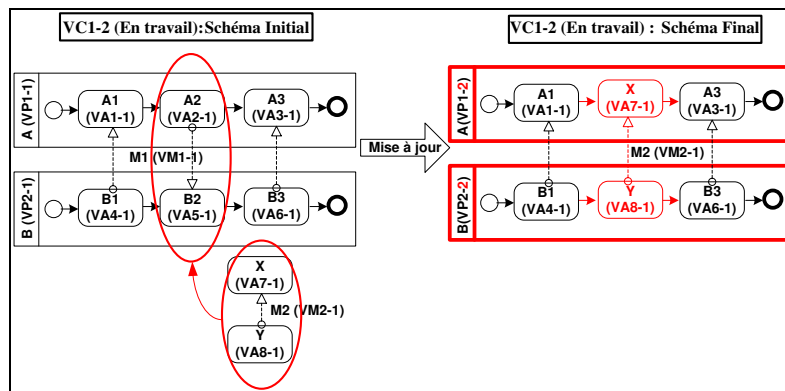 VC1-2 (En travail):Schéma Initial
A (VP1-1)
A1
(VA1-1)
A2
(VA2-1)
A3
(VA3-1)
M1 (VM1-1)
B (VP2-1)
B1
(VA4-1)
B2
(VA5-1)
B3
(VA6-1)
X
(VA7-1)
M2 (VM2-1)
Y
(VA8-1)
Mise à jour
VC1-2 (En travail) : Schéma Final
A(VP1-2)
A1
(VA1-1)
X
(VA7-1)
A3
(VA3-1)
M2 (VM2-1)
B(VP2-2)
B1
(VA4-1)
Y
(VA8-1)
B3
(VA6-1)